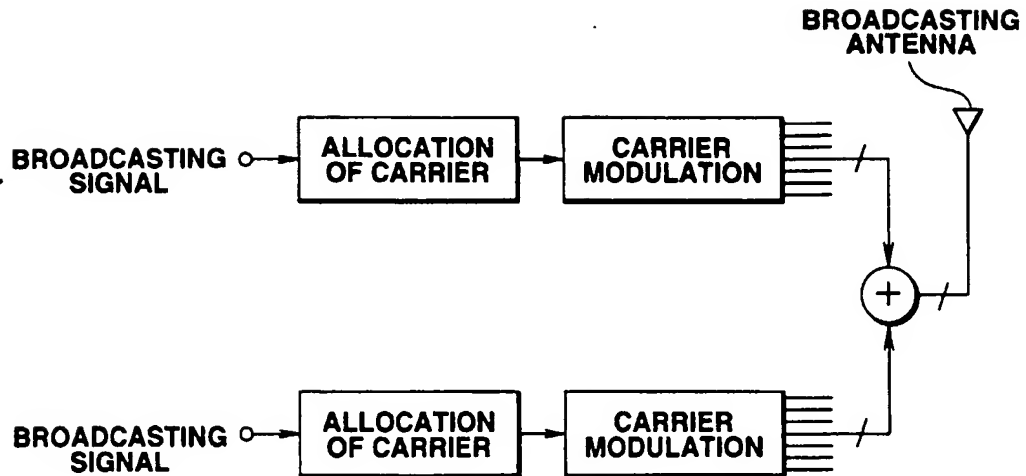 BROADCASTING
ANTENNA
BROADCASTING
SIGNAL
ALLOCATION
OF CARRIER
CARRIER
MODULATION
+
BROADCASTING
SIGNAL
ALLOCATION
OF CARRIER
CARRIER
MODULATION